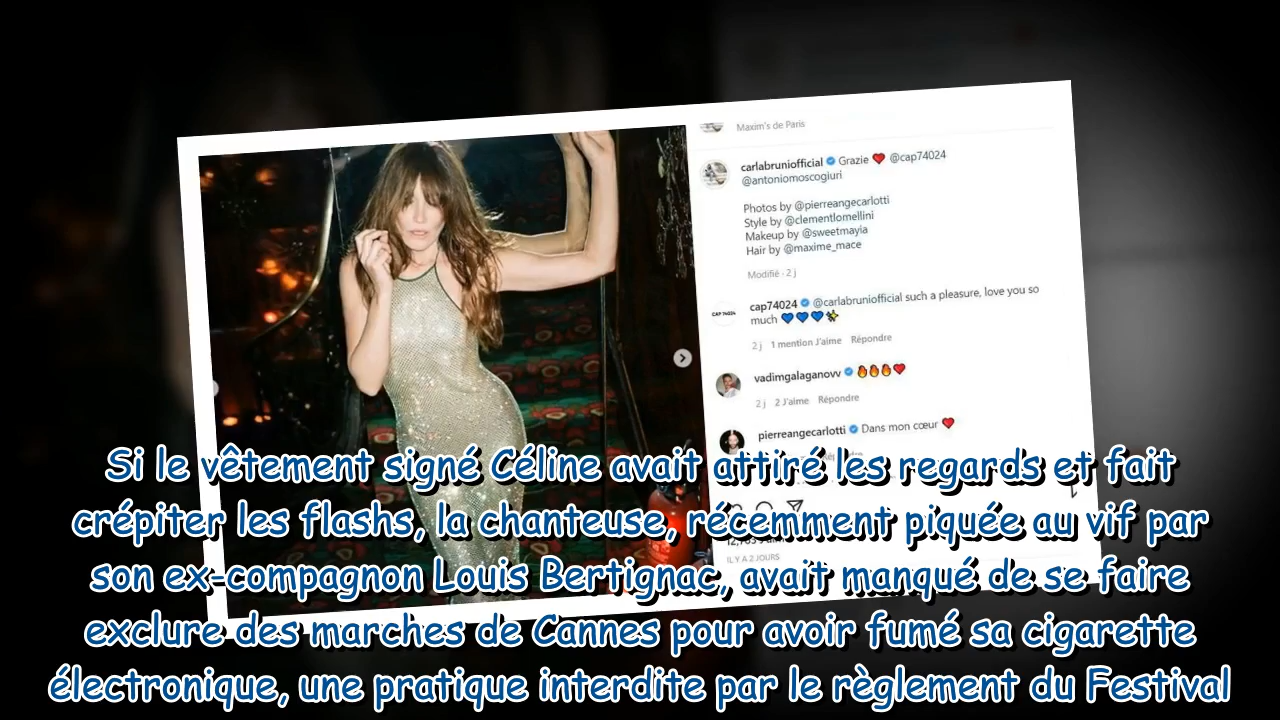 Maxim's de Paris
carlabruniofficial Grazie ❤️ @cap74024
@antoniomoscogiuri
Photos by @pierreangecarlotti
Style by @clementlomellini
Makeup by @sweetmayia
Hair by @maxime_mace
Modifié · 2 j
CAP 74024
cap74024 @carlabruniofficial such a pleasure, love you so
much 💙💙💙✨
2 j 1 mention J'aime Répondre
vadimgalaganovv 🔥🔥🔥❤️
2 j 2 J'aime Répondre
pierreangecarlotti Dans mon cœur ❤️
IL Y A 2 JOURS
Si le vêtement signé Céline avait attiré les regards et fait
crépiter les flashs, la chanteuse, récemment piquée au vif par
son ex-compagnon Louis Bertignac, avait manqué de se faire
exclure des marches de Cannes pour avoir fumé sa cigarette
électronique, une pratique interdite par le règlement du Festival